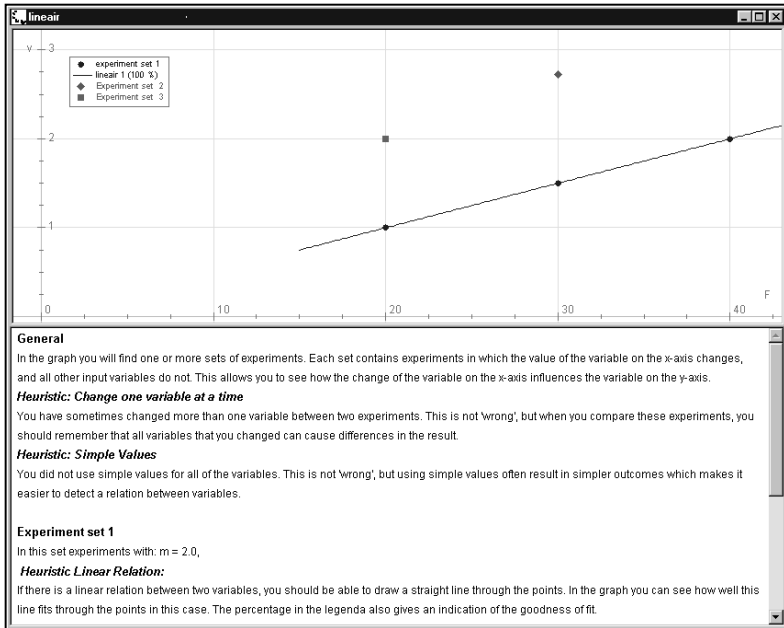 lineair
v
3
experiment set 1
lineair 1 (100 %)
Experiment set 2
Experiment set 3
2
1
F
0
10
20
30
40
General
In the graph you will find one or more sets of experiments. Each set contains experiments in which the value of the variable on the x-axis changes,
and all other input variables do not. This allows you to see how the change of the variable on the x-axis influences the variable on the y-axis.
Heuristic: Change one variable at a time
You have sometimes changed more than one variable between two experiments. This is not 'wrong', but when you compare these experiments, you
should remember that all variables that you changed can cause differences in the result.
Heuristic: Simple Values
You did not use simple values for all of the variables. This is not 'wrong', but using simple values often result in simpler outcomes which makes it
easier to detect a relation between variables.
Experiment set 1
In this set experiments with: m = 2.0,
Heuristic Linear Relation:
If there is a linear relation between two variables, you should be able to draw a straight line through the points. In the graph you can see how well this
line fits through the points in this case. The percentage in the legenda also gives an indication of the goodness of fit.